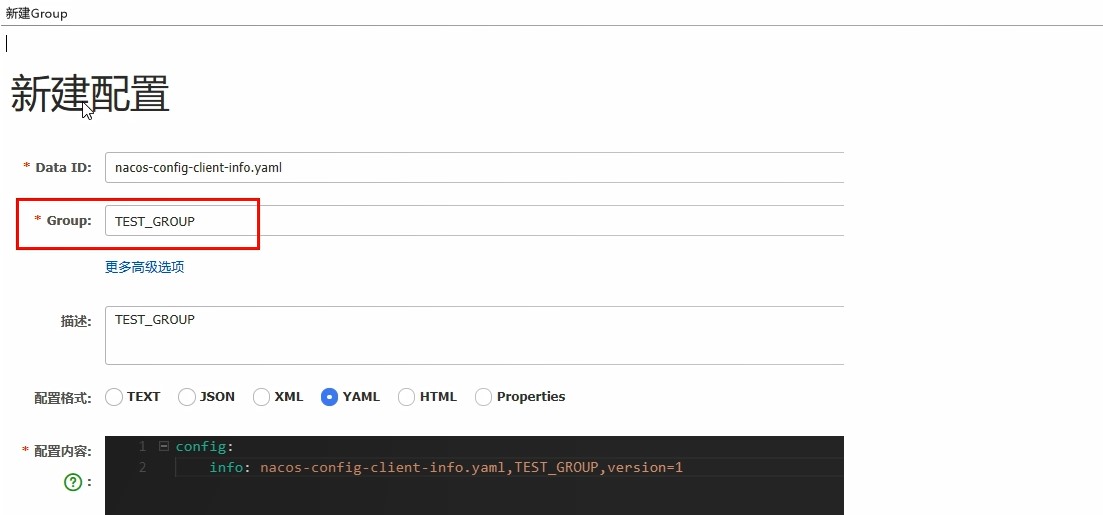 新建Group
新建配置
* Data ID: nacos-config-client-info.yaml
* Group: TEST_GROUP
更多高级选项
描述: TEST_GROUP
配置格式: TEXT JSON XML YAML HTML Properties
* 配置内容: 1 config:
2 info: nacos-config-client-info.yaml,TEST_GROUP,version=1
? :